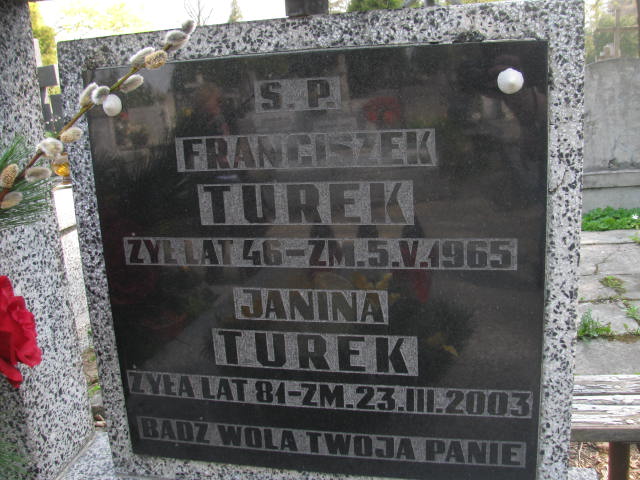 S. P.
FRANCISZEK
TUREK
ŻYŁ LAT 46-ZM.5.V.1965
JANINA
TUREK
ŻYŁA LAT 81-ZM.23.III.2003
BĄDŹ WOLA TWOJA PANIE